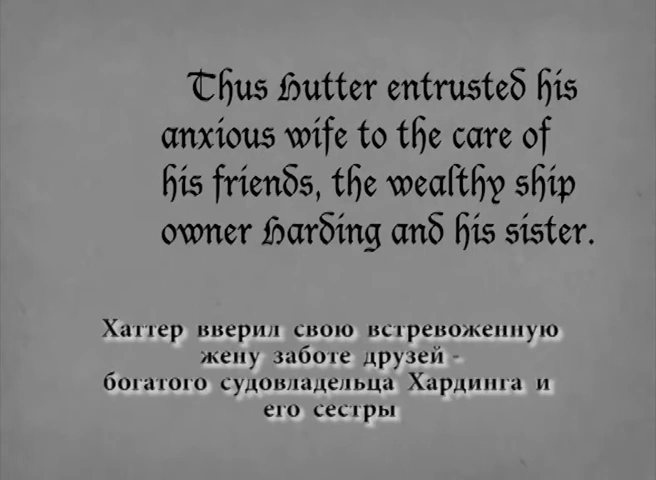 Thus Hutter entrusted his
anxious wife to the care of
his friends, the wealthy ship
owner Harding and his sister.
Хаттер вверил свою встревоженную
жену заботе друзей -
богатого судовладельца Хардинга и
его сестры